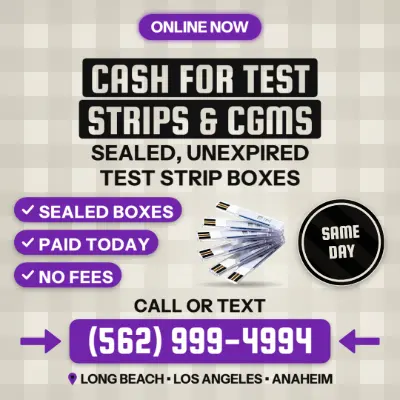 ONLINE NOW
CASH FOR TEST
STRIPS & CGMS
SEALED, UNEXPIRED
TEST STRIP BOXES
SEALED BOXES
PAID TODAY
NO FEES
SAME
DAY
CALL OR TEXT
(562) 999-4994
LONG BEACH • LOS ANGELES • ANAHEIM